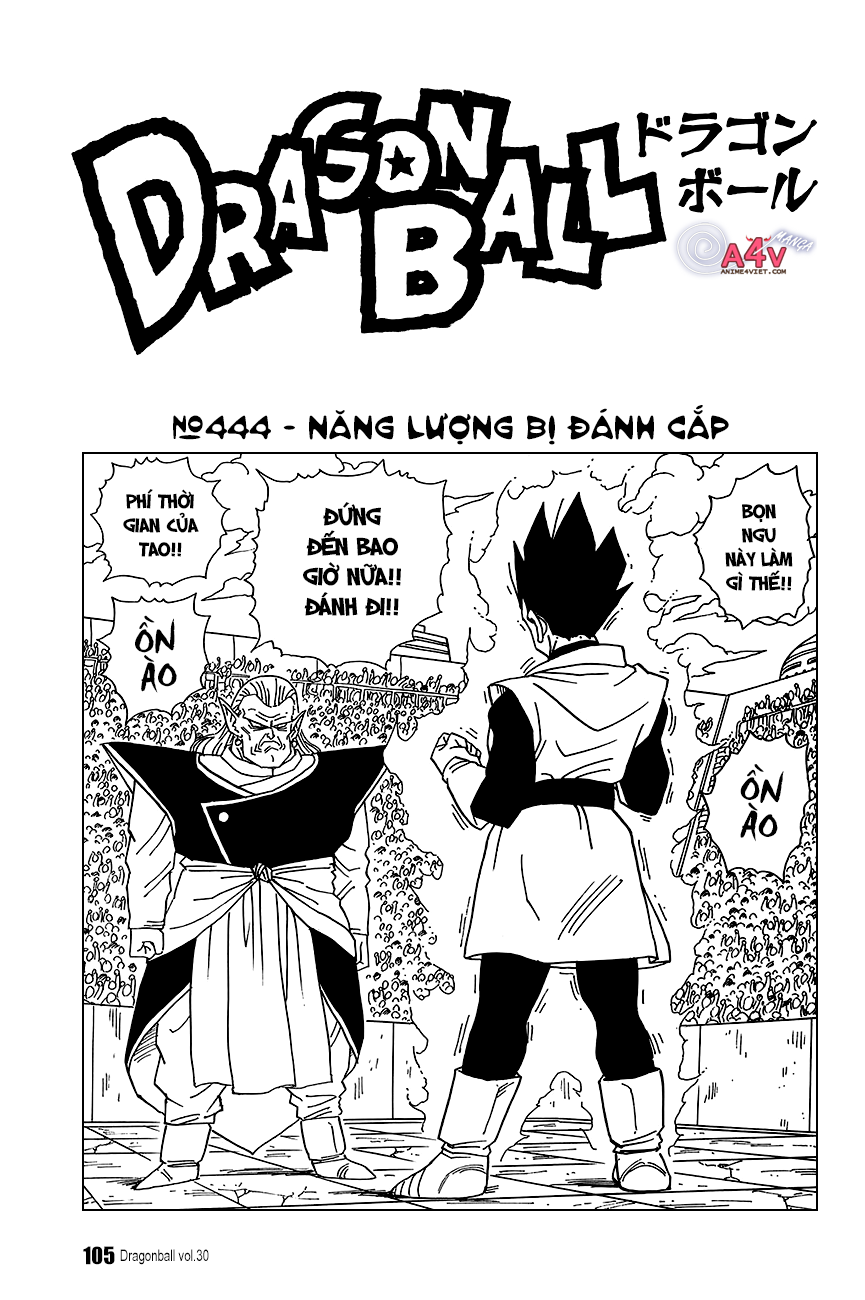 DRAGON BALL
ドラゴン
ボール
A4V MANGA
ANIME4VIET.COM
№444 - NĂNG LƯỢNG BỊ ĐÁNH CẮP
PHÍ THỜI
GIAN CỦA
TAO!!
ĐỨNG
ĐẾN BAO
GIỜ NỮA!!
ĐÁNH ĐI!!
BỌN
NGU
NÀY LÀM
GÌ THẾ!!
ỒN
ÀO
ỒN
ÀO
105 Dragonball vol.30